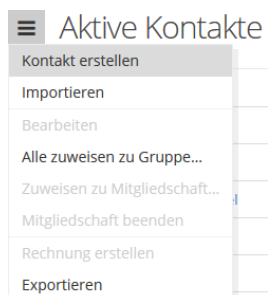 Aktive Kontakte
Kontakt erstellen
Importieren
Bearbeiten
Alle zuweisen zu Gruppe...
Zuweisen zu Mitgliedschaft...
Mitgliedschaft beenden
Rechnung erstellen
Exportieren